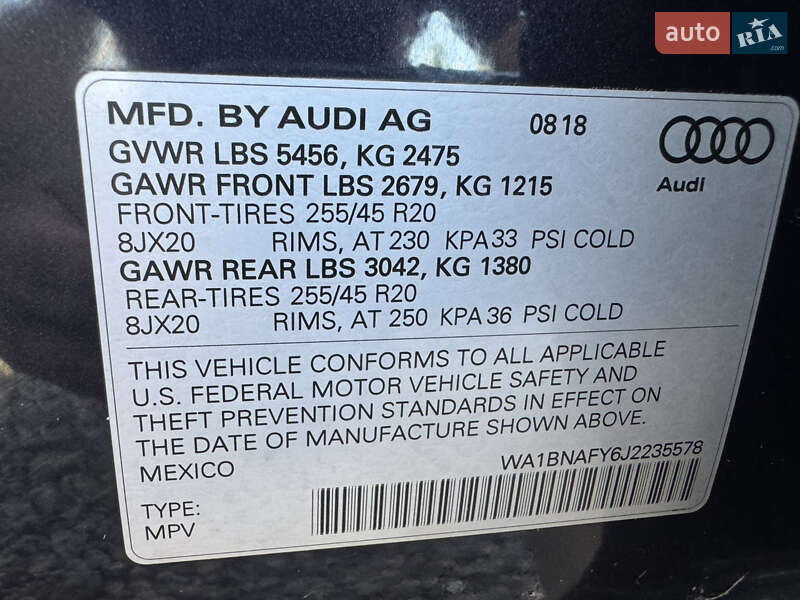 auto RIA
.com
MFD. BY AUDI AG 0818
GVWR LBS 5456, KG 2475
GAWR FRONT LBS 2679, KG 1215
Audi
FRONT-TIRES 255/45 R20
8JX20 RIMS, AT 230 KPA 33 PSI COLD
GAWR REAR LBS 3042, KG 1380
REAR-TIRES 255/45 R20
8JX20 RIMS, AT 250 KPA 36 PSI COLD
THIS VEHICLE CONFORMS TO ALL APPLICABLE
U.S. FEDERAL MOTOR VEHICLE SAFETY AND
THEFT PREVENTION STANDARDS IN EFFECT ON
THE DATE OF MANUFACTURE SHOWN ABOVE.
MEXICO
WA1BNAFY6J2235578
TYPE:
MPV